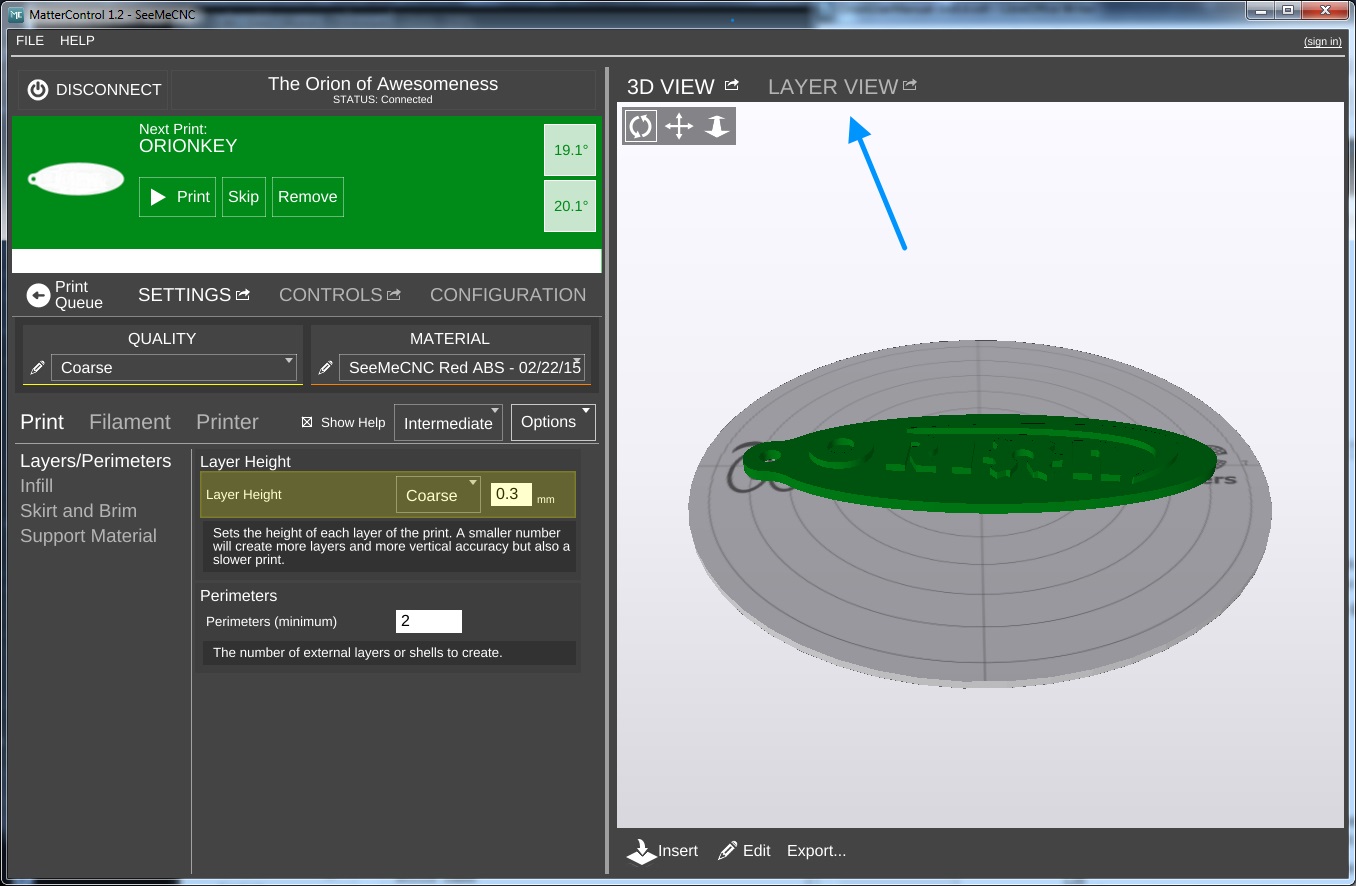 MatterControl 1.2 - SeeMeCNC
FILE HELP
(sign in)
DISCONNECT
The Orion of Awesomeness
STATUS: Connected
Next Print:
ORIONKEY
Print Skip Remove
19.1°
20.1°
Print
Queue
SETTINGS CONTROLS CONFIGURATION
QUALITY
Coarse
MATERIAL
SeeMeCNC Red ABS - 02/22/15
Print Filament Printer
Show Help Intermediate Options
Layers/Perimeters
Infill
Skirt and Brim
Support Material
Layer Height
Layer Height Coarse 0.3 mm
Sets the height of each layer of the print. A smaller number
will create more layers and more vertical accuracy but also a
slower print.
Perimeters
Perimeters (minimum) 2
The number of external layers or shells to create.
3D VIEW LAYER VIEW
Insert Edit Export...